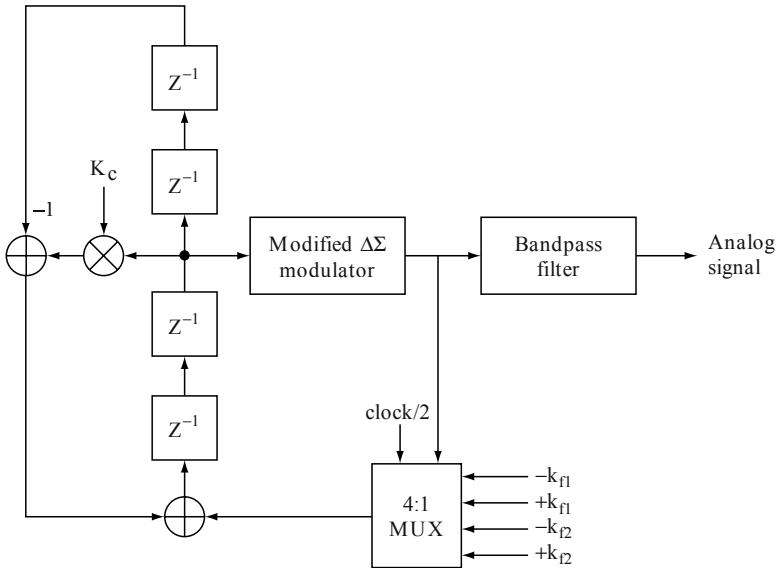 Z⁻¹
Z⁻¹
K_c
−1
Modified ΔΣ
modulator
Bandpass
filter
Analog
signal
Z⁻¹
Z⁻¹
clock/2
4:1
MUX
−k_f1
+k_f1
−k_f2
+k_f2